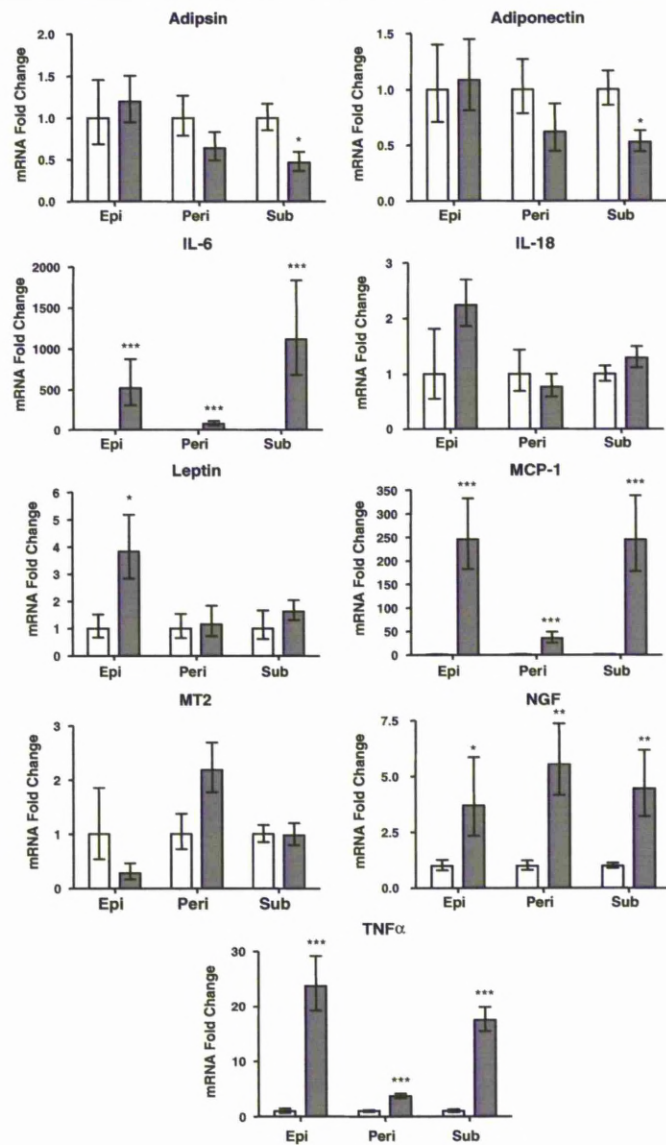 Adipsin
mRNA Fold Change
2.0
1.5
1.0
0.5
0.0
*
Epi Peri Sub
Adiponectin
mRNA Fold Change
1.5
1.0
0.5
0.0
*
Epi Peri Sub
IL-6
mRNA Fold Change
2000
1500
1000
500
0
*** *** ***
Epi Peri Sub
IL-18
mRNA Fold Change
3
2
1
0
Epi Peri Sub
Leptin
mRNA Fold Change
6
5
4
3
2
1
0
*
Epi Peri Sub
MCP-1
mRNA Fold Change
350
300
250
200
150
100
50
0
*** *** ***
Epi Peri Sub
MT2
mRNA Fold Change
3
2
1
0
Epi Peri Sub
NGF
mRNA Fold Change
7.5
5.0
2.5
0.0
* ** **
Epi Peri Sub
TNFα
mRNA Fold Change
30
20
10
0
*** *** ***
Epi Peri Sub